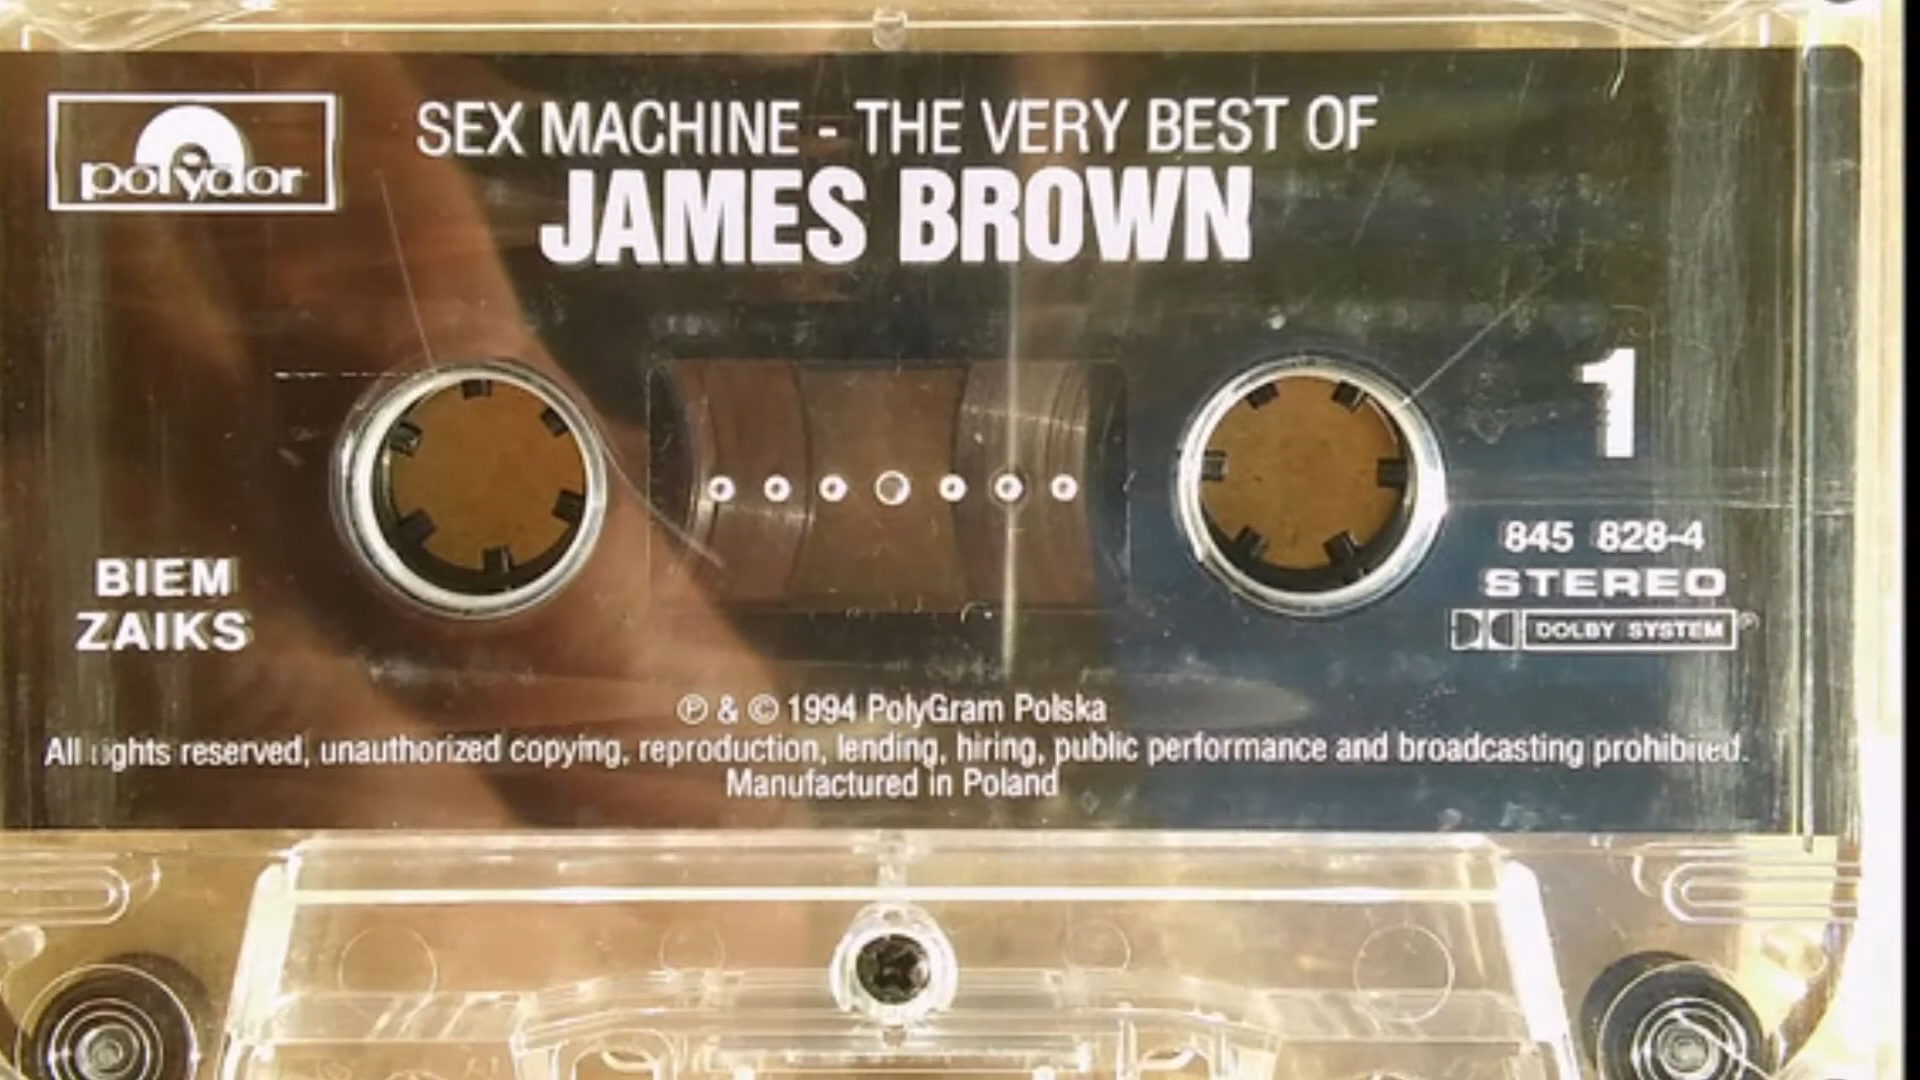 polydor
SEX MACHINE - THE VERY BEST OF
JAMES BROWN
1
845 828-4
STEREO
DOLBY SYSTEM®
BIEM
ZAIKS
℗ & © 1994 PolyGram Polska
All rights reserved, unauthorized copying, reproduction, lending, hiring, public performance and broadcasting prohibited.
Manufactured in Poland